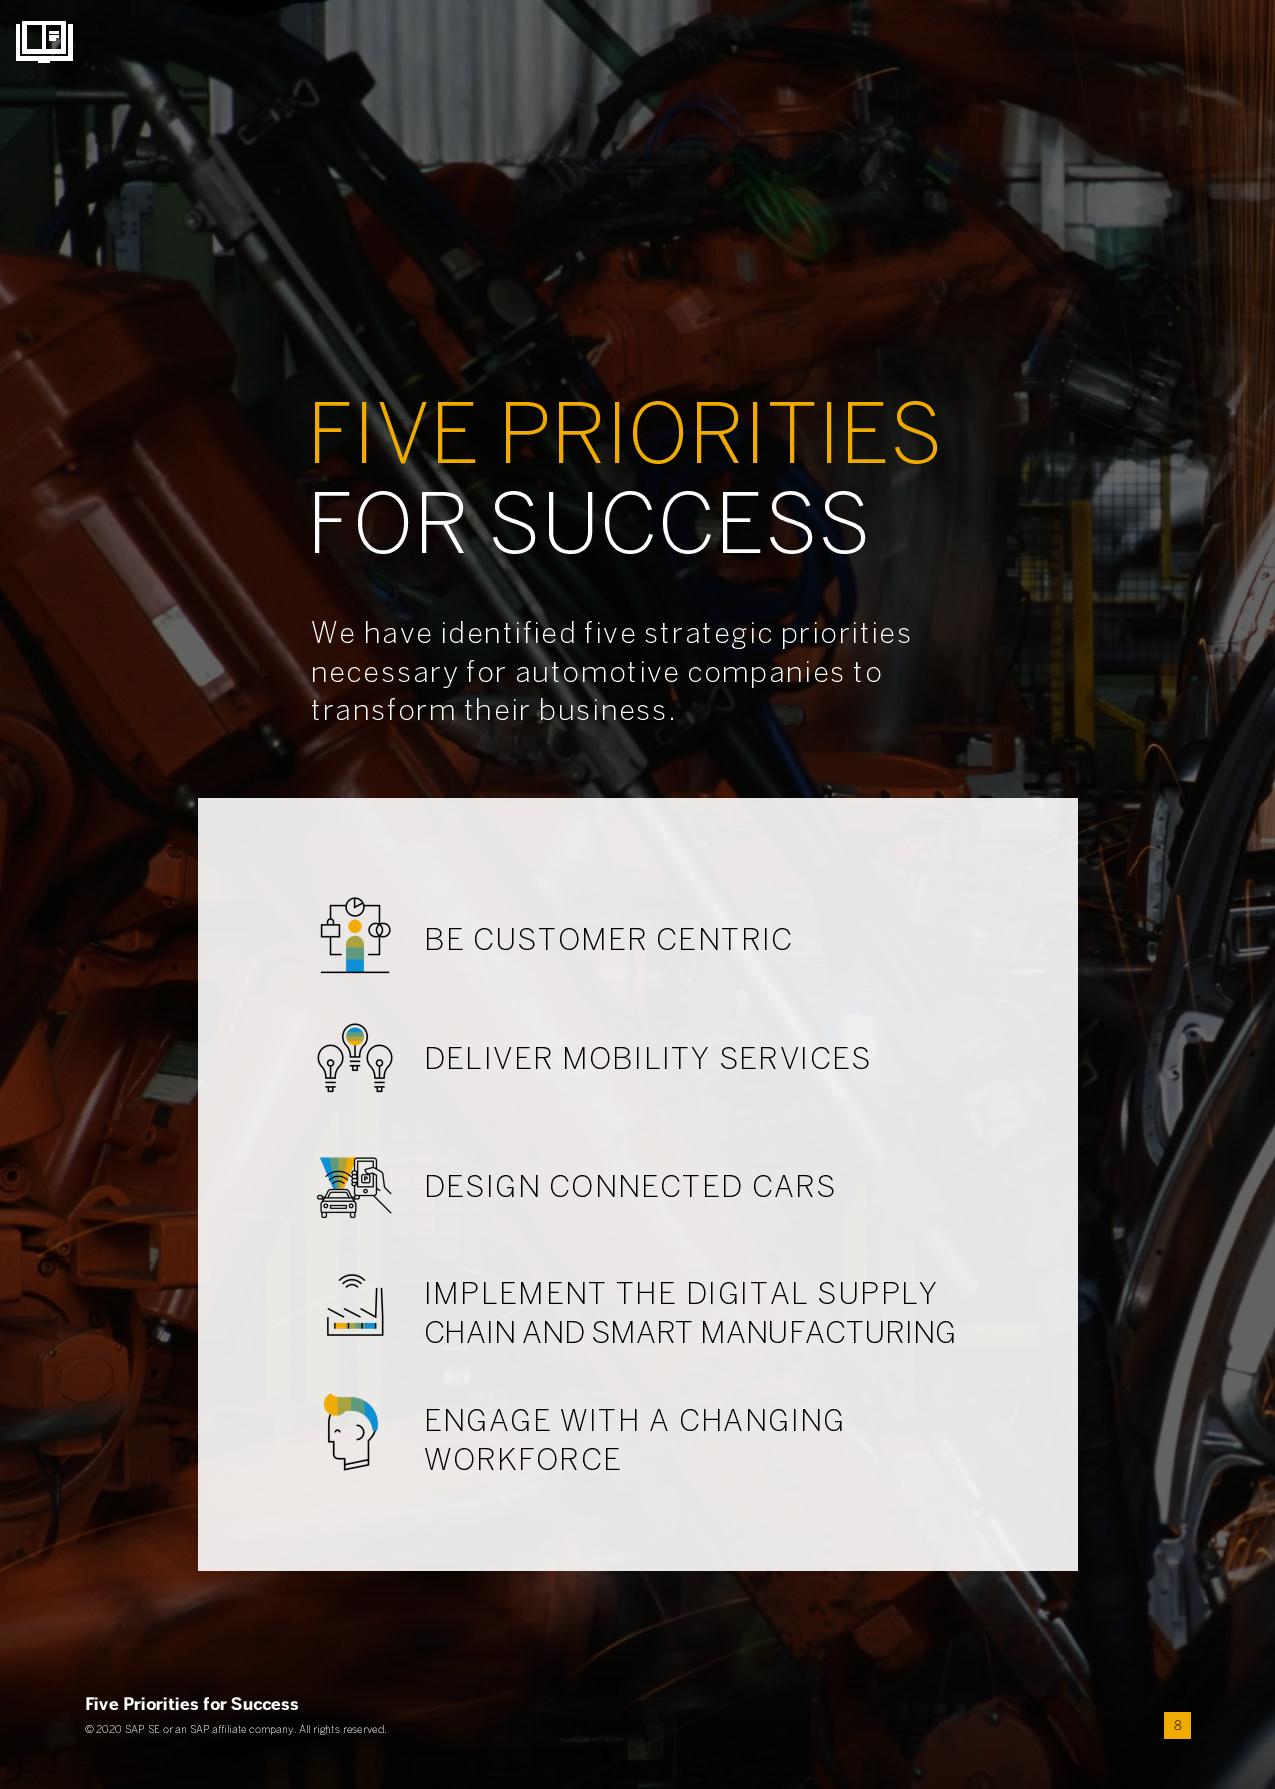 FIVE PRIORITIES
FOR SUCCESS
We have identified five strategic priorities
necessary for automotive companies to
transform their business.
BE CUSTOMER CENTRIC
DELIVER MOBILITY SERVICES
DESIGN CONNECTED CARS
IMPLEMENT THE DIGITAL SUPPLY
CHAIN AND SMART MANUFACTURING
ENGAGE WITH A CHANGING
WORKFORCE
Five Priorities for Success
© 2020 SAP SE or an SAP affiliate company. All rights reserved.
8